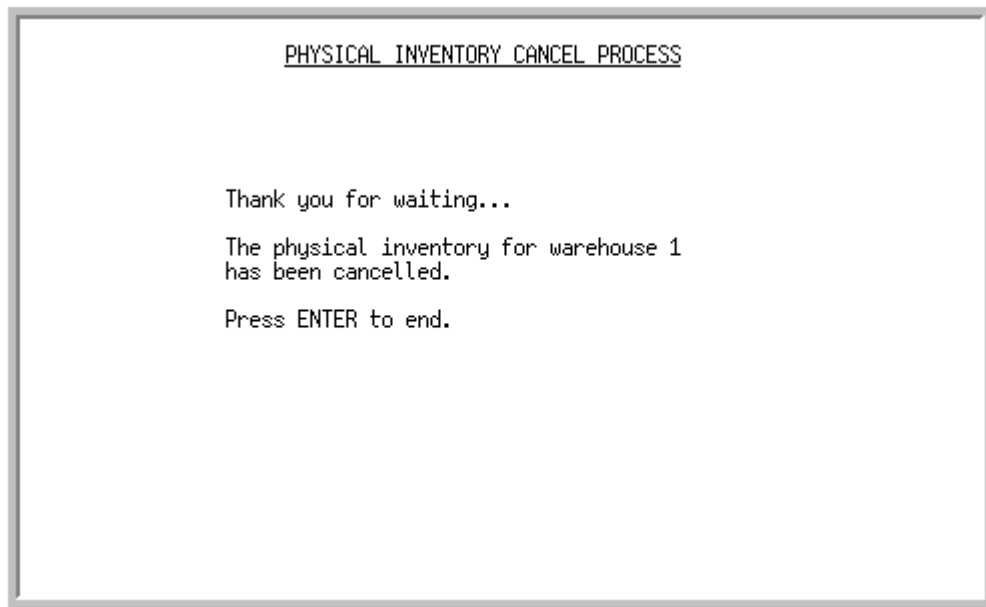 PHYSICAL INVENTORY CANCEL PROCESS
Thank you for waiting...
The physical inventory for warehouse 1
has been cancelled.
Press ENTER to end.